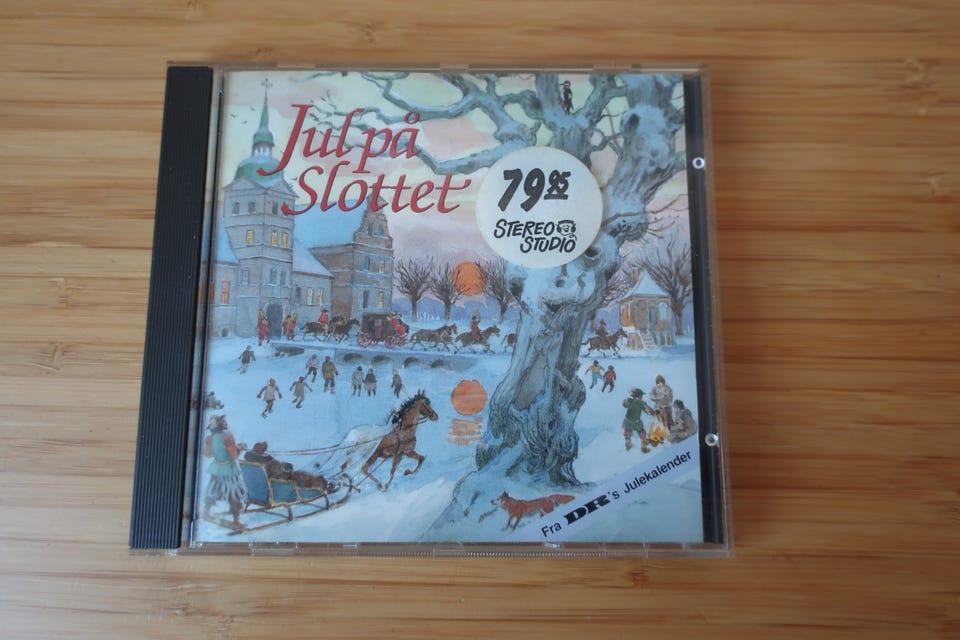 Jul på
Slottet
79 95
STEREO
STUDIO
Fra DR's Julekalender